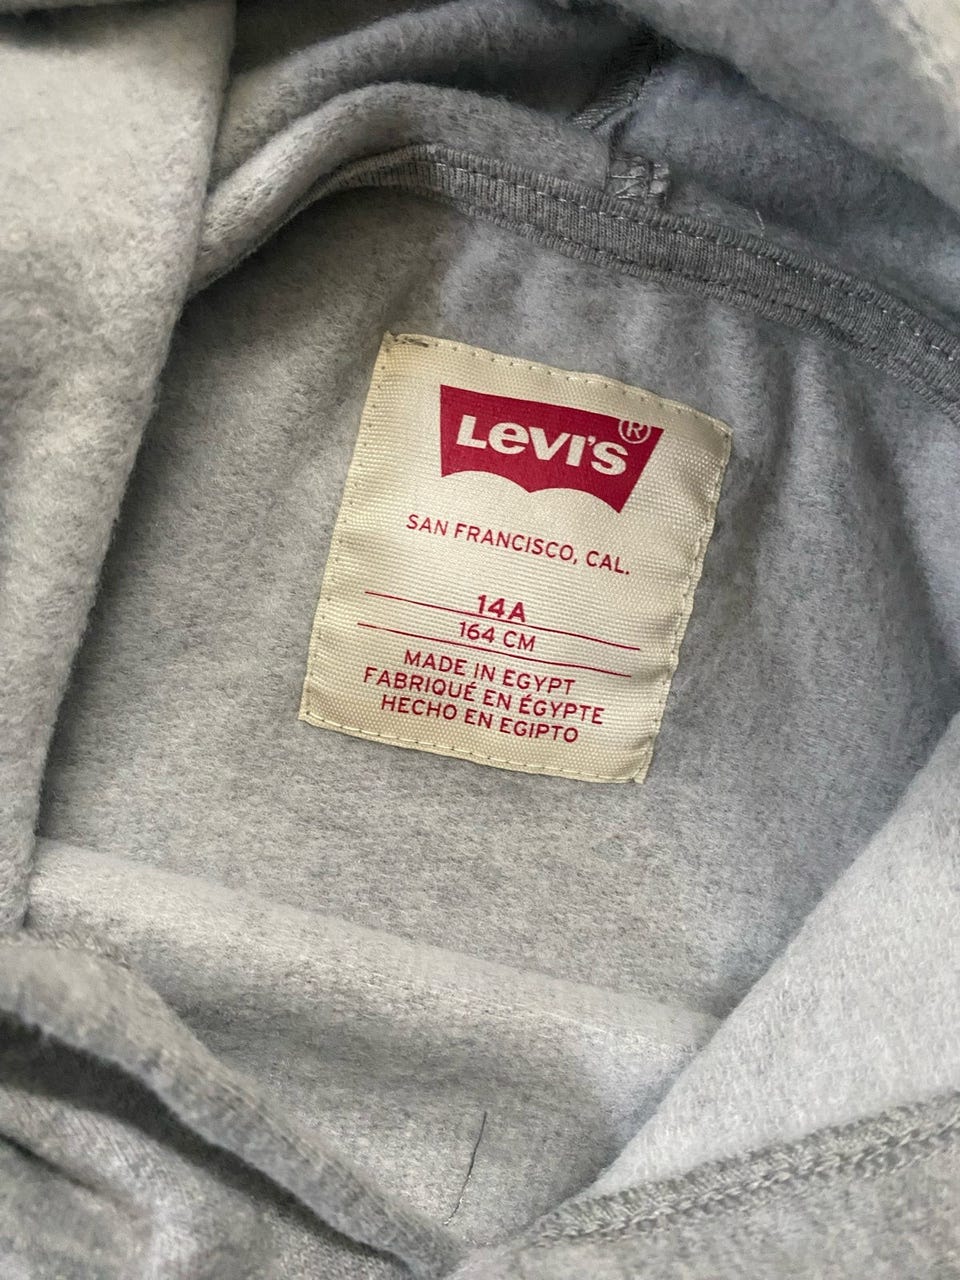 Levi's®
SAN FRANCISCO, CAL.
14A
164 CM
MADE IN EGYPT
FABRIQUÉ EN ÉGYPTE
HECHO EN EGIPTO